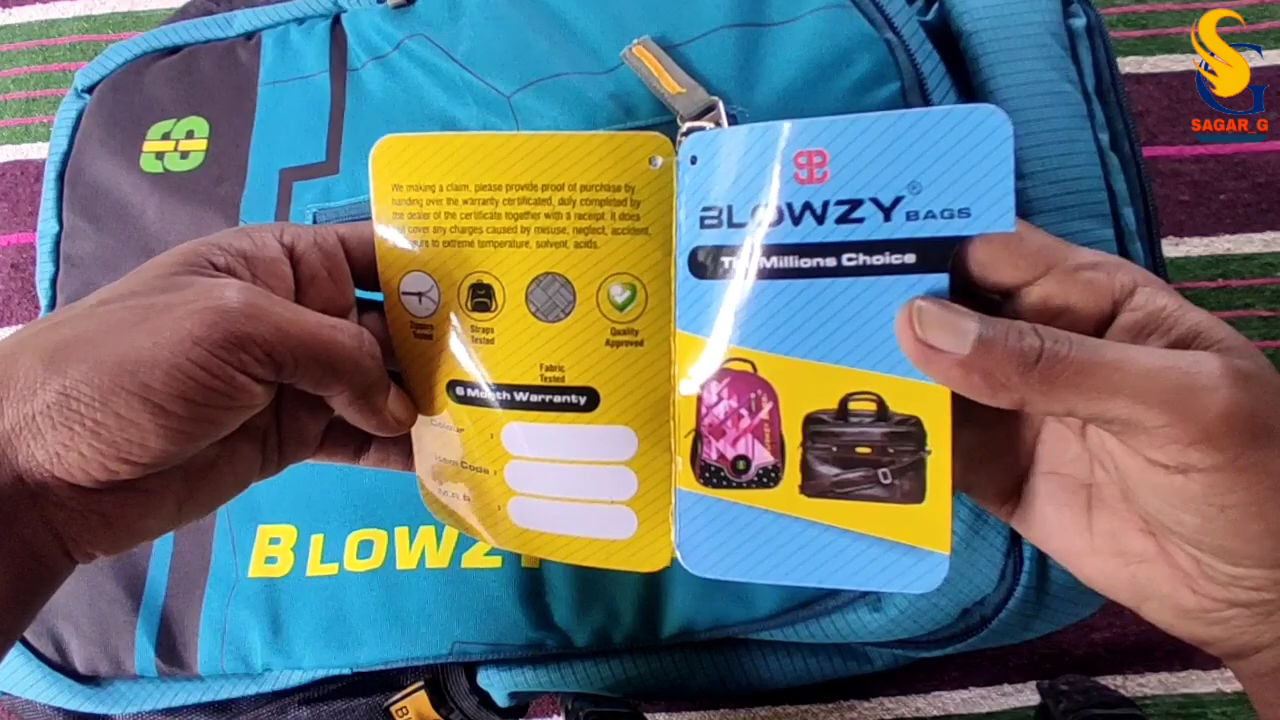 We making a claim, please provide proof of purchase by
handing over the warranty certificated, duly completed by
the dealer of the certificate together with a receipt. It does
cover any charges caused by misuse, neglect, accident,
to extreme temperature, solvent, acids.
Zippers
Tested
Straps
Tested
Fabric
Tested
Quality
Approved
6 Month Warranty
Colour :
Item Code :
M.R.P. :
BLOWZY® BAGS
The Millions Choice
BLOWZY
SAGAR_G